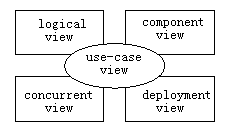 logical
view
component
view
use-case
view
concurrent
view
deployment
view